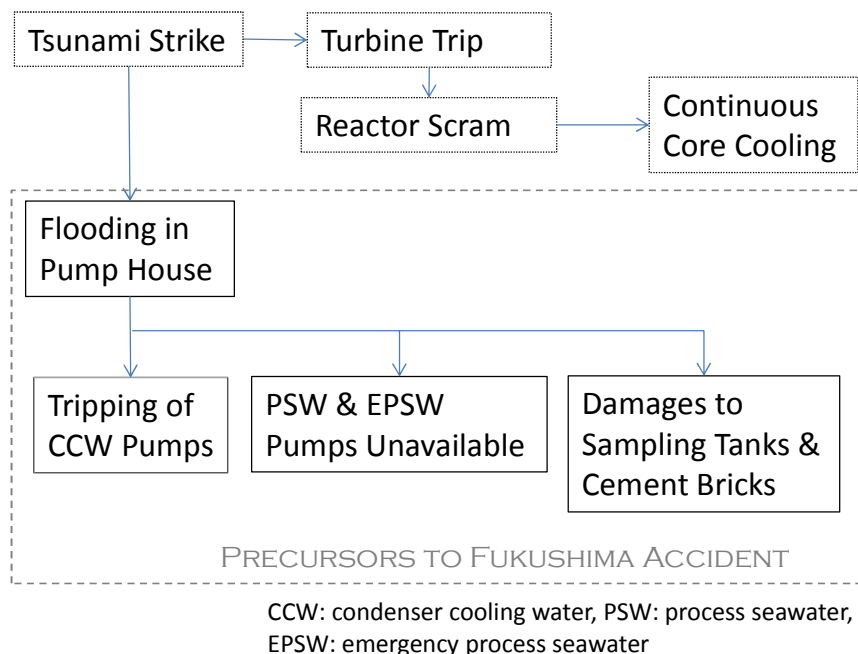 Tsunami Strike
Turbine Trip
Reactor Scram
Continuous
Core Cooling
Flooding in
Pump House
Tripping of
CCW Pumps
PSW & EPSW
Pumps Unavailable
Damages to
Sampling Tanks &
Cement Bricks
PRECURSORS TO FUKUSHIMA ACCIDENT
CCW: condenser cooling water, PSW: process seawater,
EPSW: emergency process seawater